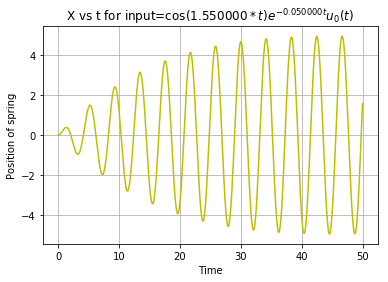 X vs t for input=cos(1.550000 * t)e^{-0.050000t}u_0(t)
Position of spring
4
2
0
−2
−4
0 10 20 30 40 50
Time